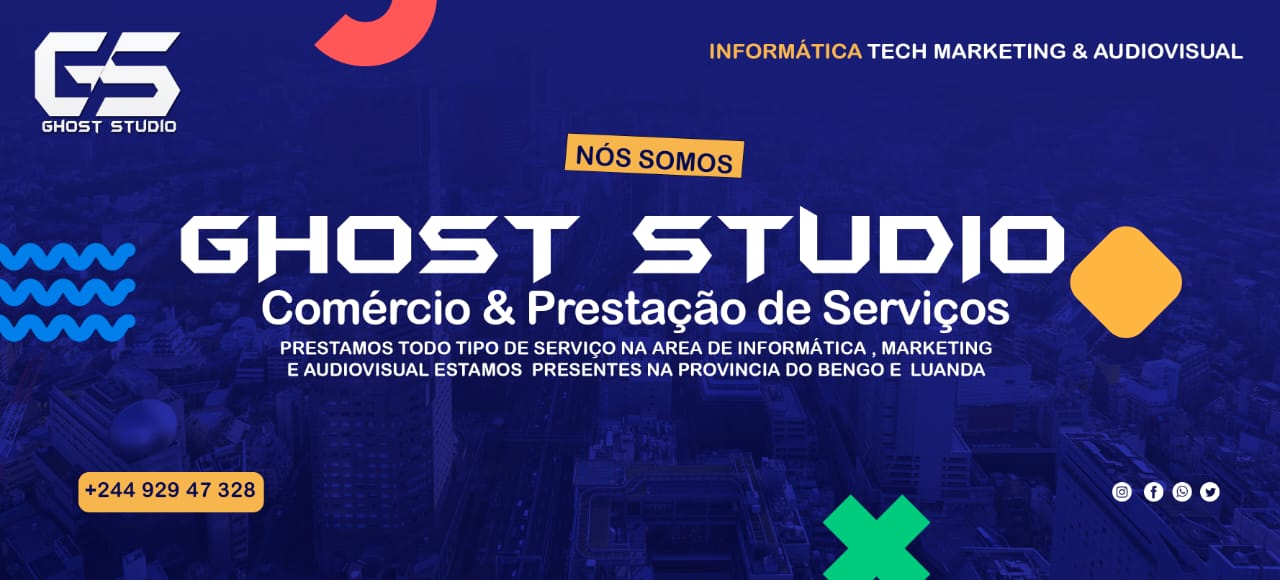 GS
GHOST STUDIO
INFORMÁTICA TECH MARKETING & AUDIOVISUAL
NÓS SOMOS
GHOST STUDIO
Comércio & Prestação de Serviços
PRESTAMOS TODO TIPO DE SERVIÇO NA AREA DE INFORMÁTICA , MARKETING
E AUDIOVISUAL ESTAMOS PRESENTES NA PROVINCIA DO BENGO E LUANDA
+244 929 47 328